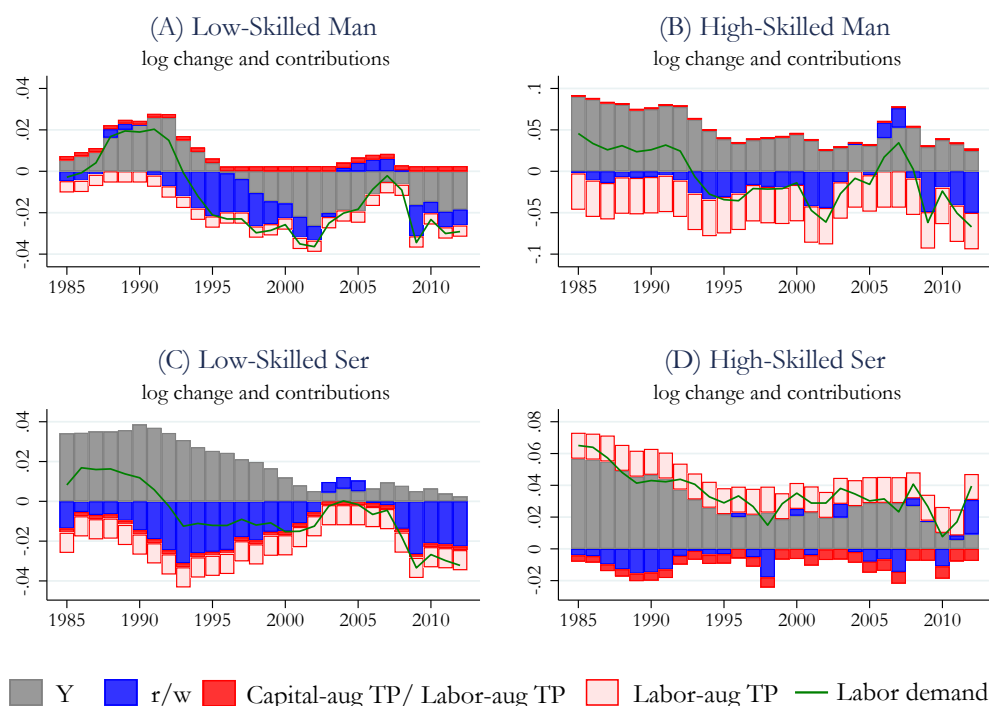 (A) Low-Skilled Man
log change and contributions
.04
.02
0
-.02
-.04
1985 1990 1995 2000 2005 2010
(B) High-Skilled Man
log change and contributions
.1
.05
0
-.05
-.1
1985 1990 1995 2000 2005 2010
(C) Low-Skilled Ser
log change and contributions
.04
.02
0
-.02
-.04
1985 1990 1995 2000 2005 2010
(D) High-Skilled Ser
log change and contributions
.08
.06
.04
.02
0
-.02
1985 1990 1995 2000 2005 2010
Y r/w Capital-aug TP/ Labor-aug TP Labor-aug TP Labor demand